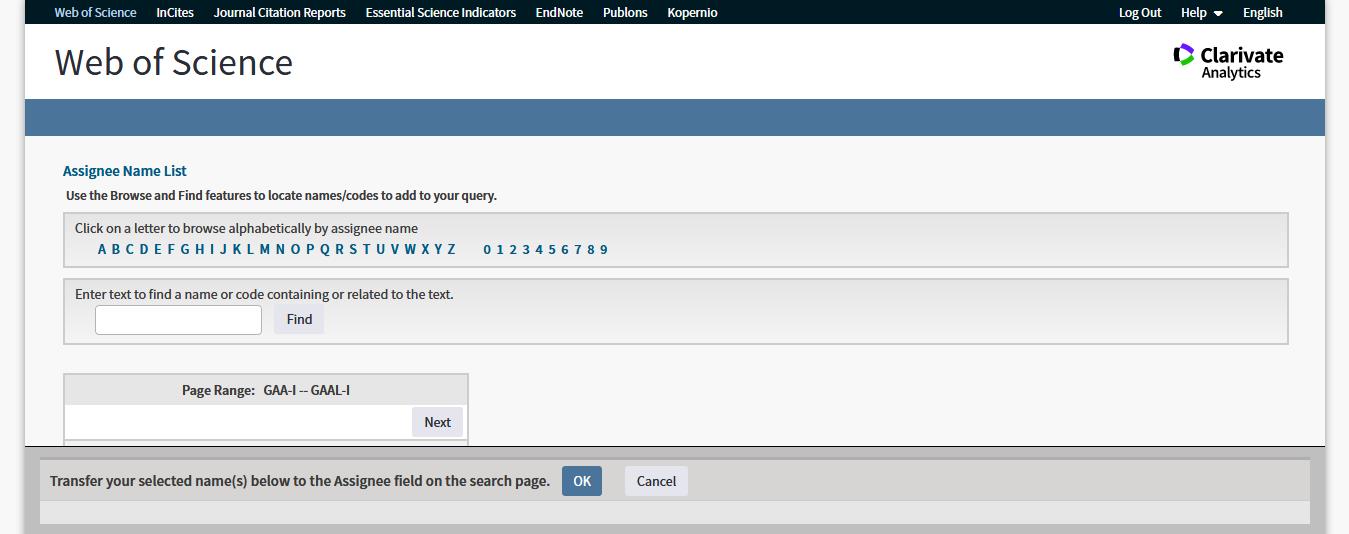 Web of Science InCites Journal Citation Reports Essential Science Indicators EndNote Publons Kopernio Log Out Help English
Web of Science
Clarivate
Analytics
Assignee Name List
Use the Browse and Find features to locate names/codes to add to your query.
Click on a letter to browse alphabetically by assignee name
A B C D E F G H I J K L M N O P Q R S T U V W X Y Z 0 1 2 3 4 5 6 7 8 9
Enter text to find a name or code containing or related to the text.
Find
Page Range: GAA-I -- GAAL-I
Next
Transfer your selected name(s) below to the Assignee field on the search page. OK Cancel